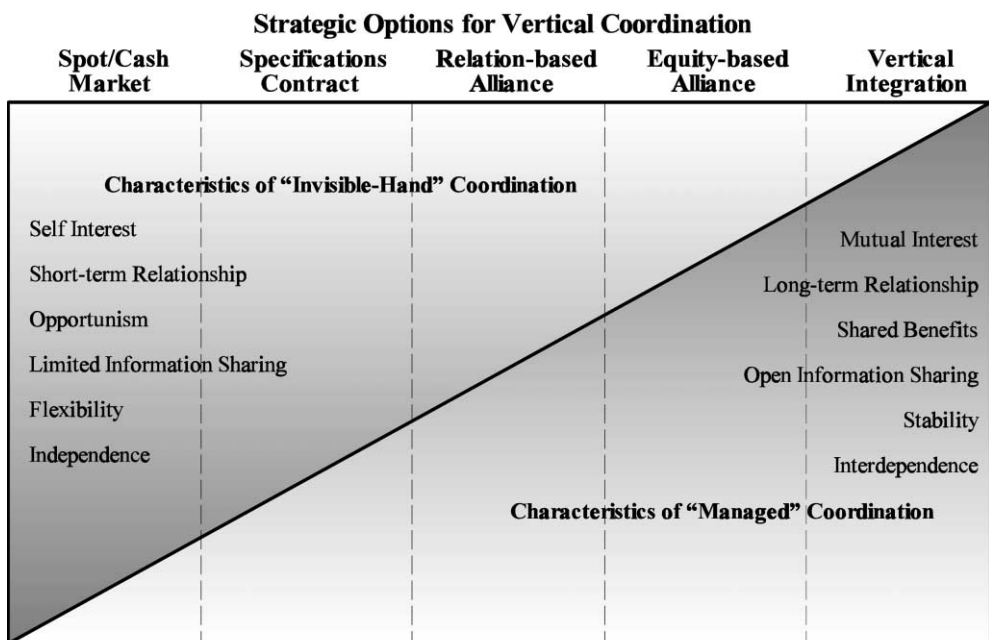 Strategic Options for Vertical Coordination
Spot/Cash Market
Specifications Contract
Relation-based Alliance
Equity-based Alliance
Vertical Integration
Characteristics of “Invisible-Hand” Coordination
Self Interest
Short-term Relationship
Opportunism
Limited Information Sharing
Flexibility
Independence
Mutual Interest
Long-term Relationship
Shared Benefits
Open Information Sharing
Stability
Interdependence
Characteristics of “Managed” Coordination